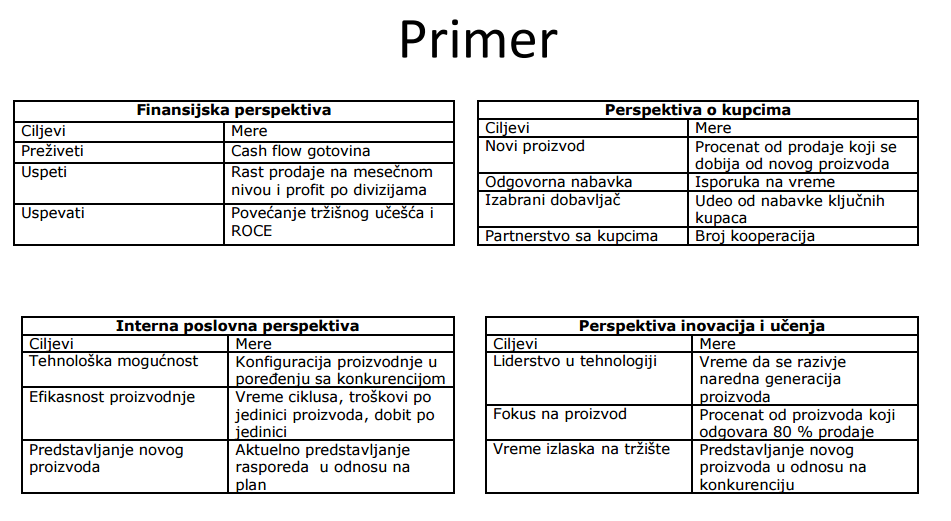 Primer
Finansijska perspektiva
Ciljevi Mere
Preživeti Cash flow gotovina
Uspeti Rast prodaje na mesečnom
nivou i profit po divizijama
Uspevati Povećanje tržišnog učešća i
ROCE
Perspektiva o kupcima
Ciljevi Mere
Novi proizvod Procenat od prodaje koji se
dobija od novog proizvoda
Odgovorna nabavka Isporuka na vreme
Izabrani dobavljač Udeo od nabavke ključnih
kupaca
Partnerstvo sa kupcima Broj kooperacija
Interna poslovna perspektiva
Ciljevi Mere
Tehnološka mogućnost Konfiguracija proizvodnje u
poređenju sa konkurencijom
Efikasnost proizvodnje Vreme ciklusa, troškovi po
jedinici proizvoda, dobit po
jedinici
Predstavljanje novog Aktuelno predstavljanje
proizvoda rasporeda u odnosu na
plan
Perspektiva inovacija i učenja
Ciljevi Mere
Liderstvo u tehnologiji Vreme da se razivje
naredna generacija
proizvoda
Fokus na proizvod Procenat od proizvoda koji
odgovara 80 % prodaje
Vreme izlaska na tržište Predstavljanje novog
proizvoda u odnosu na
konkurenciju